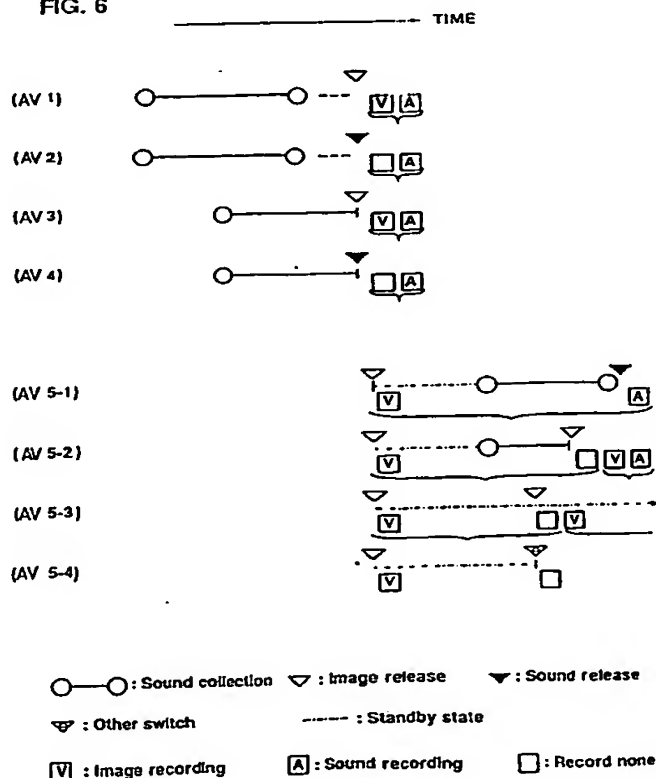 FIG. 6
TIME
(AV 1)
V A
(AV 2)
A
(AV 3)
V A
(AV 4)
A
(AV 5-1)
V
A
(AV 5-2)
V
V A
(AV 5-3)
V
V
(AV 5-4)
V
: Sound collection : Image release : Sound release
: Other switch : Standby state
V : Image recording A : Sound recording : Record none